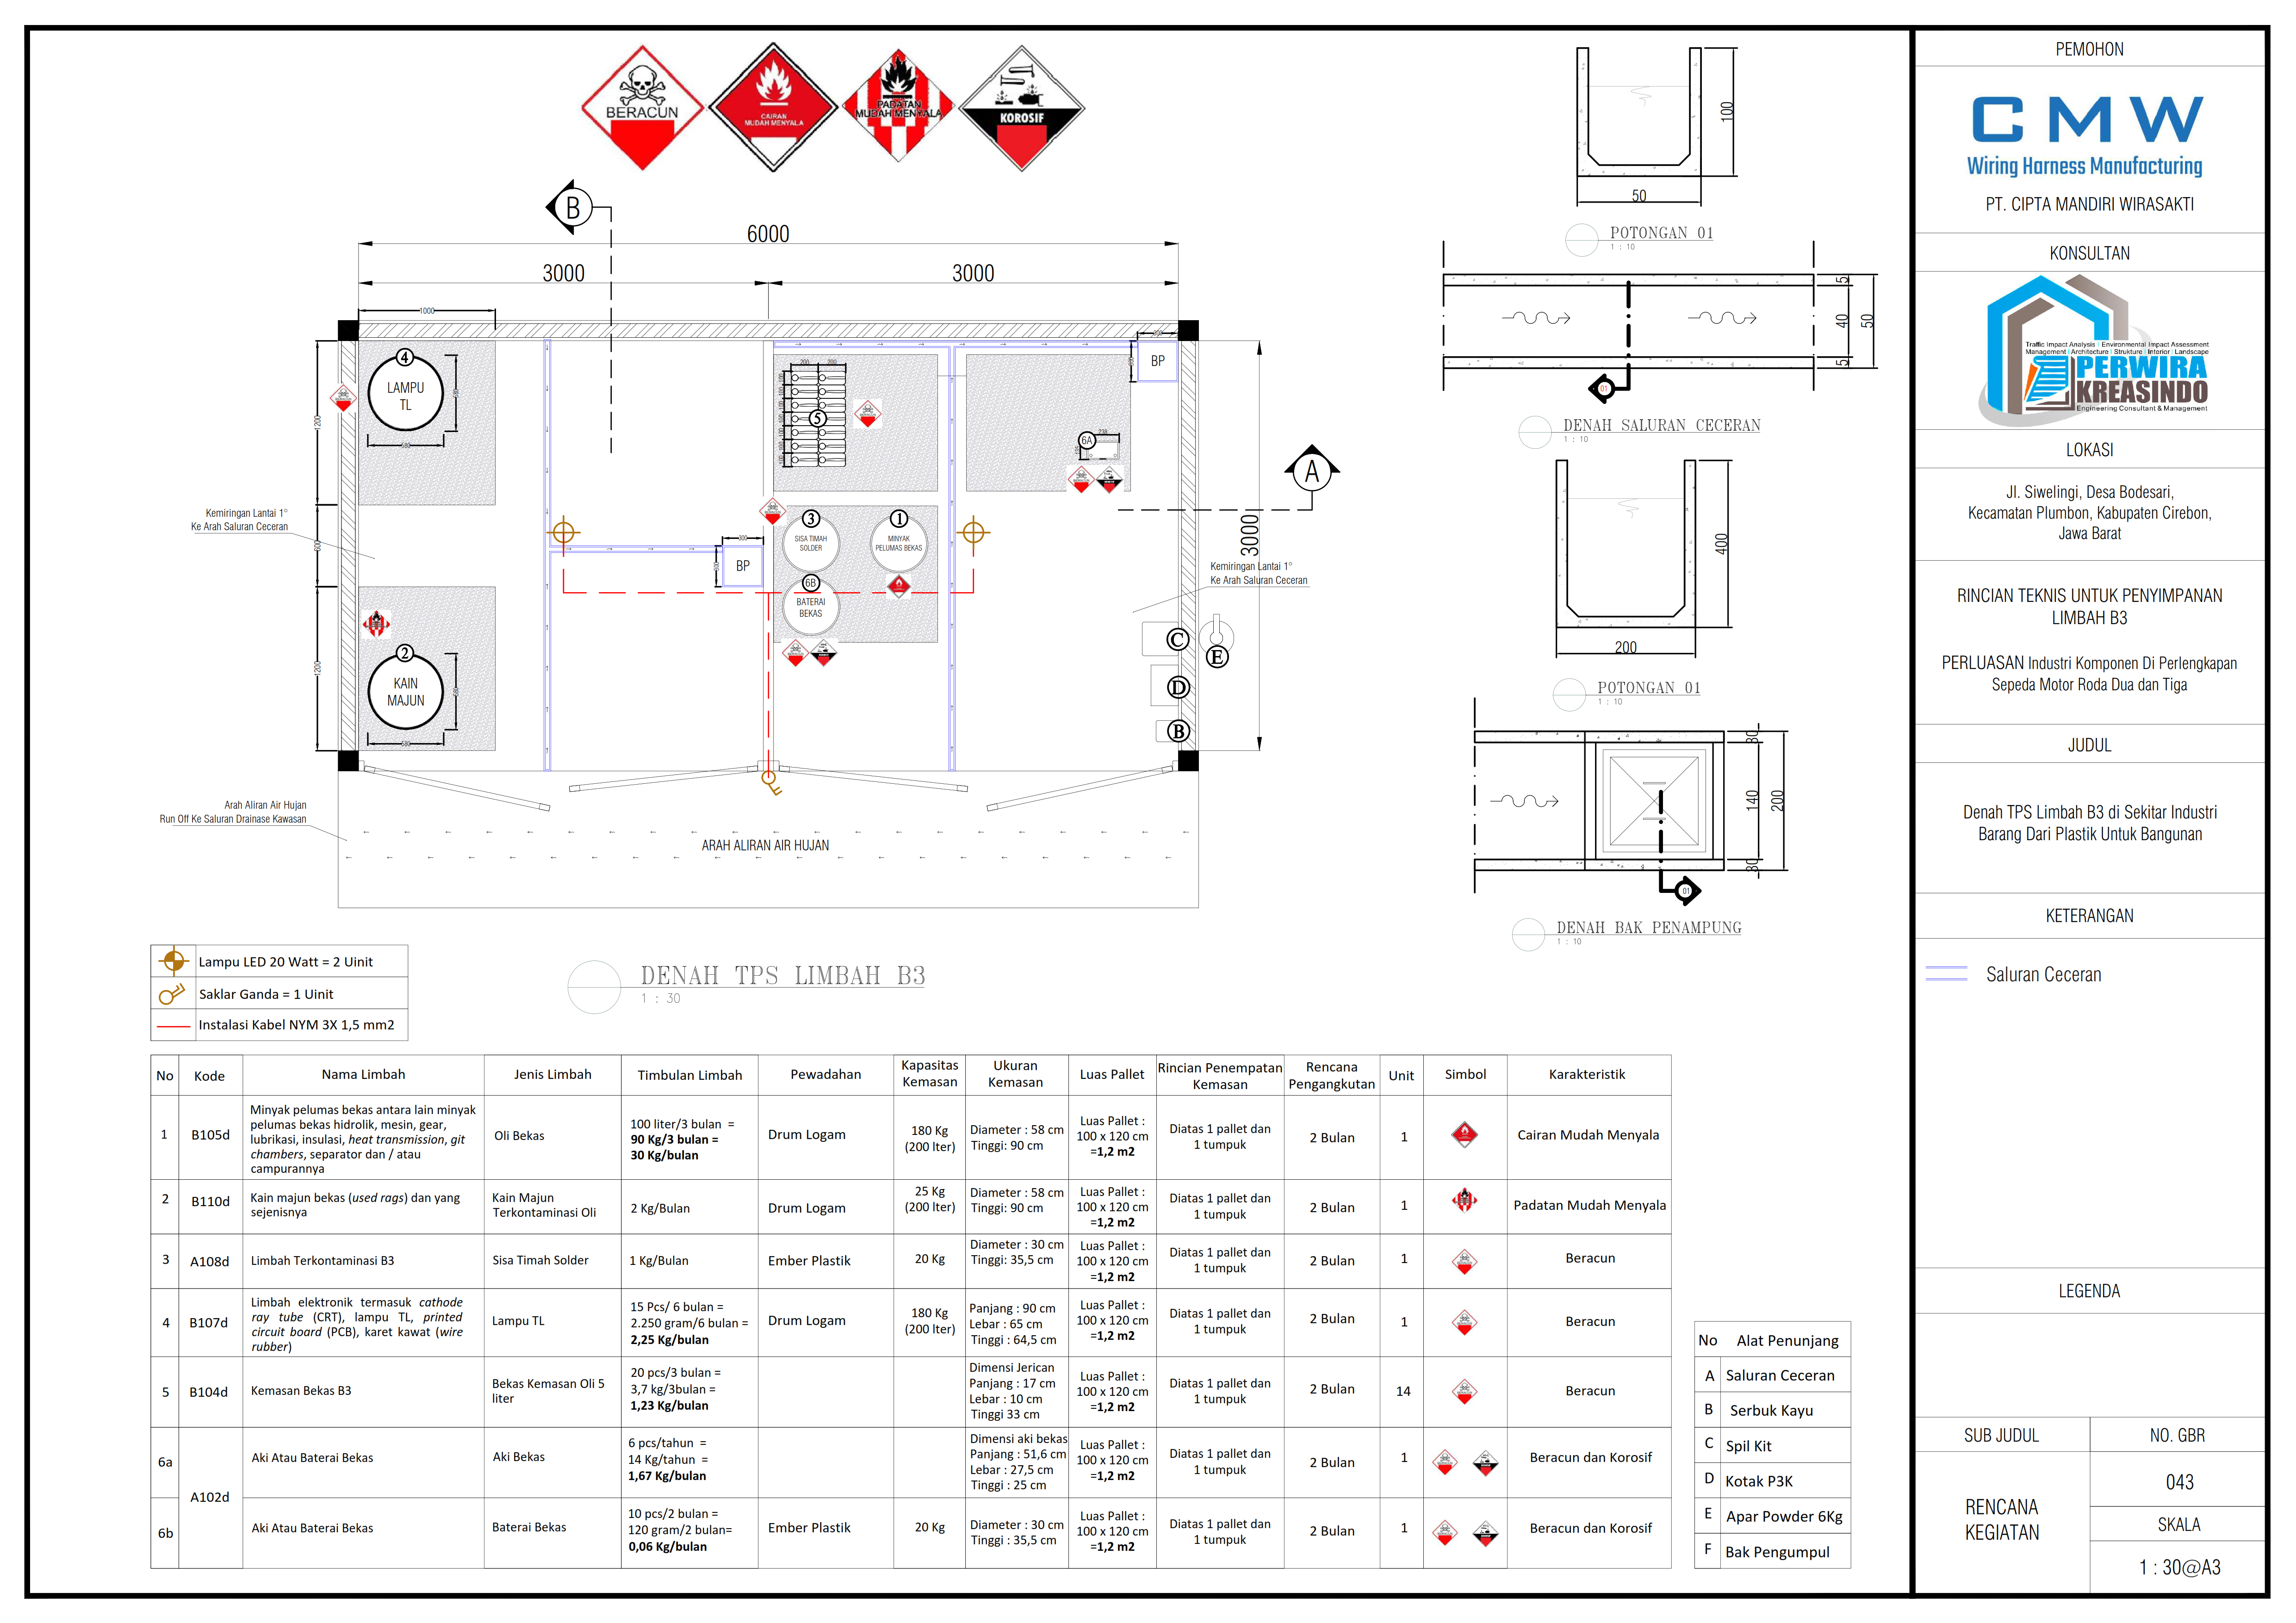 BERACUN
CAIRAN
MUDAH MENYALA
PADATAN
MUDAH MENYALA
KOROSIF
B
6000
3000
3000
1000
1200
600
1200
4
LAMPU
TL
580
580
2
KAIN
MAJUN
580
580
200
200
100
100
100
100
100
100
100
5
300
300
BP
6A
238
A
3000
3
SISA TIMAH
SOLDER
1
MINYAK
PELUMAS BEKAS
6B
BATERAI
BEKAS
300
300
BP
C
E
D
B
Kemiringan Lantai 1°
Ke Arah Saluran Ceceran
Kemiringan Lantai 1°
Ke Arah Saluran Ceceran
Arah Aliran Air Hujan
Run Off Ke Saluran Drainase Kawasan
ARAH ALIRAN AIR HUJAN
DENAH TPS LIMBAH B3
1 : 30
100
50
POTONGAN 01
1 : 10
5
40
50
5
01
DENAH SALURAN CECERAN
1 : 10
400
200
POTONGAN 01
1 : 10
30
140
200
30
01
DENAH BAK PENAMPUNG
1 : 10
Lampu LED 20 Watt = 2 Uinit
Saklar Ganda = 1 Uinit
Instalasi Kabel NYM 3X 1,5 mm2
No Kode Nama Limbah Jenis Limbah Timbulan Limbah Pewadahan Kapasitas Kemasan Ukuran Kemasan Luas Pallet Rincian Penempatan Kemasan Rencana Pengangkutan Unit Simbol Karakteristik
1 B105d
Minyak pelumas bekas antara lain minyak
pelumas bekas hidrolik, mesin, gear,
lubrikasi, insulasi, heat transmission, git
chambers, separator dan / atau
campurannya
Oli Bekas
100 liter/3 bulan =
90 Kg/3 bulan =
30 Kg/bulan
Drum Logam
180 Kg
(200 lter)
Diameter : 58 cm
Tinggi: 90 cm
Luas Pallet :
100 x 120 cm
=1,2 m2
Diatas 1 pallet dan
1 tumpuk
2 Bulan
1
Cairan Mudah Menyala
2 B110d
Kain majun bekas (used rags) dan yang
sejenisnya
Kain Majun
Terkontaminasi Oli
2 Kg/Bulan
Drum Logam
25 Kg
(200 lter)
Diameter : 58 cm
Tinggi: 90 cm
Luas Pallet :
100 x 120 cm
=1,2 m2
Diatas 1 pallet dan
1 tumpuk
2 Bulan
1
Padatan Mudah Menyala
3 A108d
Limbah Terkontaminasi B3
Sisa Timah Solder
1 Kg/Bulan
Ember Plastik
20 Kg
Diameter : 30 cm
Tinggi: 35,5 cm
Luas Pallet :
100 x 120 cm
=1,2 m2
Diatas 1 pallet dan
1 tumpuk
2 Bulan
1
Beracun
4 B107d
Limbah elektronik termasuk cathode
ray tube (CRT), lampu TL, printed
circuit board (PCB), karet kawat (wire
rubber)
Lampu TL
15 Pcs/ 6 bulan =
2.250 gram/6 bulan =
2,25 Kg/bulan
Drum Logam
180 Kg
(200 lter)
Panjang : 90 cm
Lebar : 65 cm
Tinggi : 64,5 cm
Luas Pallet :
100 x 120 cm
=1,2 m2
Diatas 1 pallet dan
1 tumpuk
2 Bulan
1
Beracun
5 B104d
Kemasan Bekas B3
Bekas Kemasan Oli 5
liter
20 pcs/3 bulan =
3,7 kg/3bulan =
1,23 Kg/bulan
Dimensi Jerican
Panjang : 17 cm
Lebar : 10 cm
Tinggi 33 cm
Luas Pallet :
100 x 120 cm
=1,2 m2
Diatas 1 pallet dan
1 tumpuk
2 Bulan
14
Beracun
6a A102d
Aki Atau Baterai Bekas
Aki Bekas
6 pcs/tahun =
14 Kg/tahun =
1,67 Kg/bulan
Dimensi aki bekas
Panjang : 51,6 cm
Lebar : 27,5 cm
Tinggi : 25 cm
Luas Pallet :
100 x 120 cm
=1,2 m2
Diatas 1 pallet dan
1 tumpuk
2 Bulan
1
Beracun dan Korosif
6b
Aki Atau Baterai Bekas
Baterai Bekas
10 pcs/2 bulan =
120 gram/2 bulan=
0,06 Kg/bulan
Ember Plastik
20 Kg
Diameter : 30 cm
Tinggi : 35,5 cm
Luas Pallet :
100 x 120 cm
=1,2 m2
Diatas 1 pallet dan
1 tumpuk
2 Bulan
1
Beracun dan Korosif
No Alat Penunjang
A Saluran Ceceran
B Serbuk Kayu
C Spil Kit
D Kotak P3K
E Apar Powder 6Kg
F Bak Pengumpul
PEMOHON
CMW
Wiring Harness Manufacturing
PT. CIPTA MANDIRI WIRASAKTI
KONSULTAN
Traffic Impact Analysis | Environmental Impact Assessment
Management | Architecture | Strukture | Interior | Landscape
PERWIRA
KREASINDO
Engineering Consultant & Management
LOKASI
Jl. Siwelingi, Desa Bodesari,
Kecamatan Plumbon, Kabupaten Cirebon,
Jawa Barat
RINCIAN TEKNIS UNTUK PENYIMPANAN
LIMBAH B3
PERLUASAN Industri Komponen Di Perlengkapan
Sepeda Motor Roda Dua dan Tiga
JUDUL
Denah TPS Limbah B3 di Sekitar Industri
Barang Dari Plastik Untuk Bangunan
KETERANGAN
Saluran Ceceran
LEGENDA
SUB JUDUL
NO. GBR
RENCANA
KEGIATAN
043
SKALA
1 : 30@A3